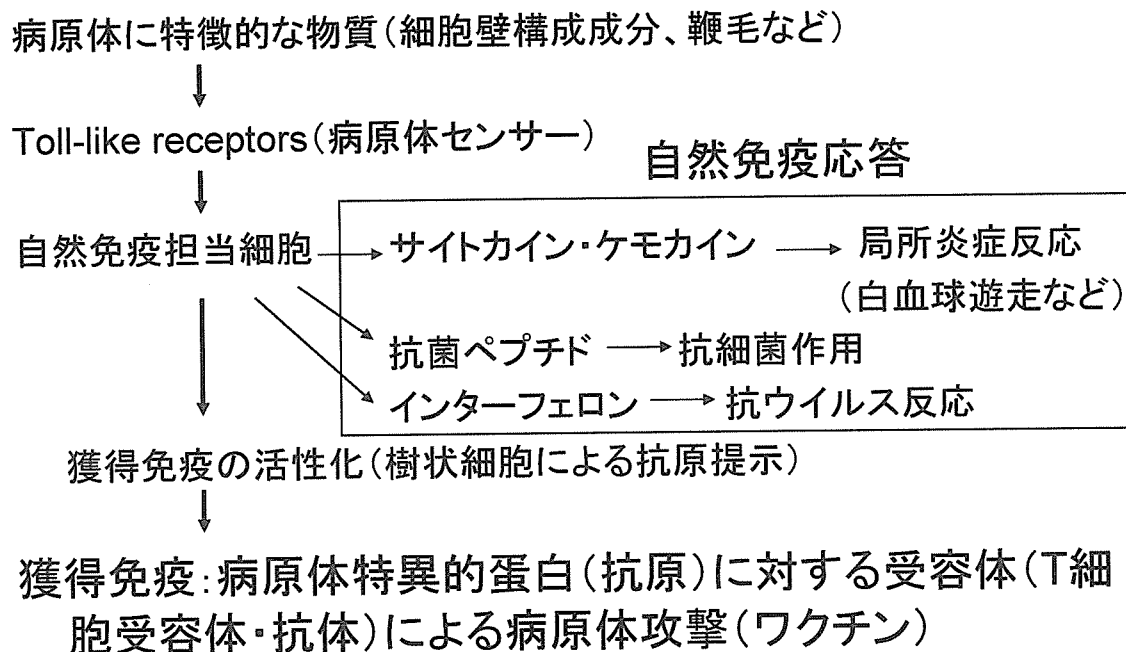 病原体に特徴的な物質(細胞壁構成成分、鞭毛など)
Toll-like receptors(病原体センサー)
自然免疫応答
自然免疫担当細胞
サイトカイン・ケモカイン
局所炎症反応
(白血球遊走など)
抗菌ペプチド
抗細菌作用
インターフェロン
抗ウイルス反応
獲得免疫の活性化(樹状細胞による抗原提示)
獲得免疫:病原体特異的蛋白(抗原)に対する受容体(T細
胞受容体・抗体)による病原体攻撃(ワクチン)